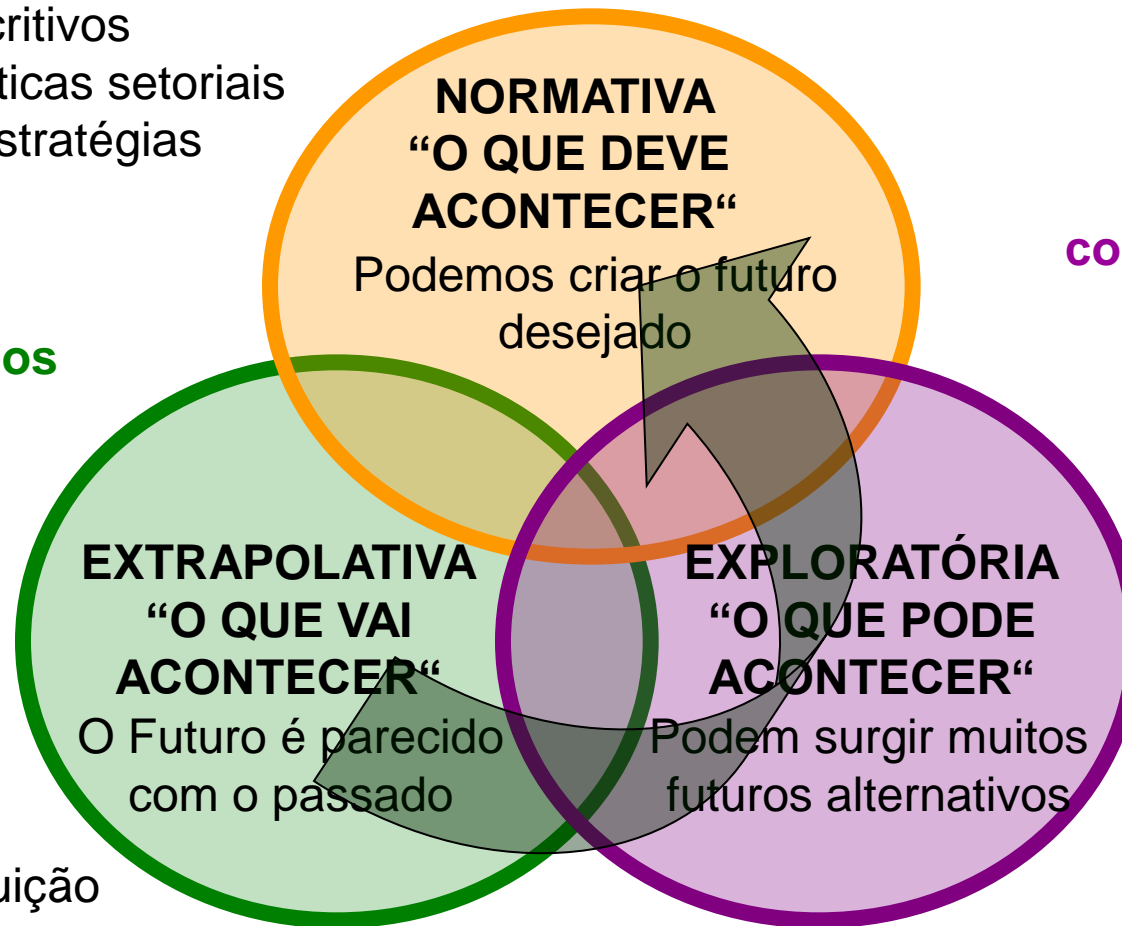 critivos
ticas setoriais
stratégias
NORMATIVA
“O QUE DEVE
ACONTECER“
Podemos criar o futuro
desejado
co
os
EXTRAPOLATIVA
“O QUE VAI
ACONTECER“
O Futuro é parecido
com o passado
EXPLORATÓRIA
“O QUE PODE
ACONTECER“
Podem surgir muitos
futuros alternativos
uição